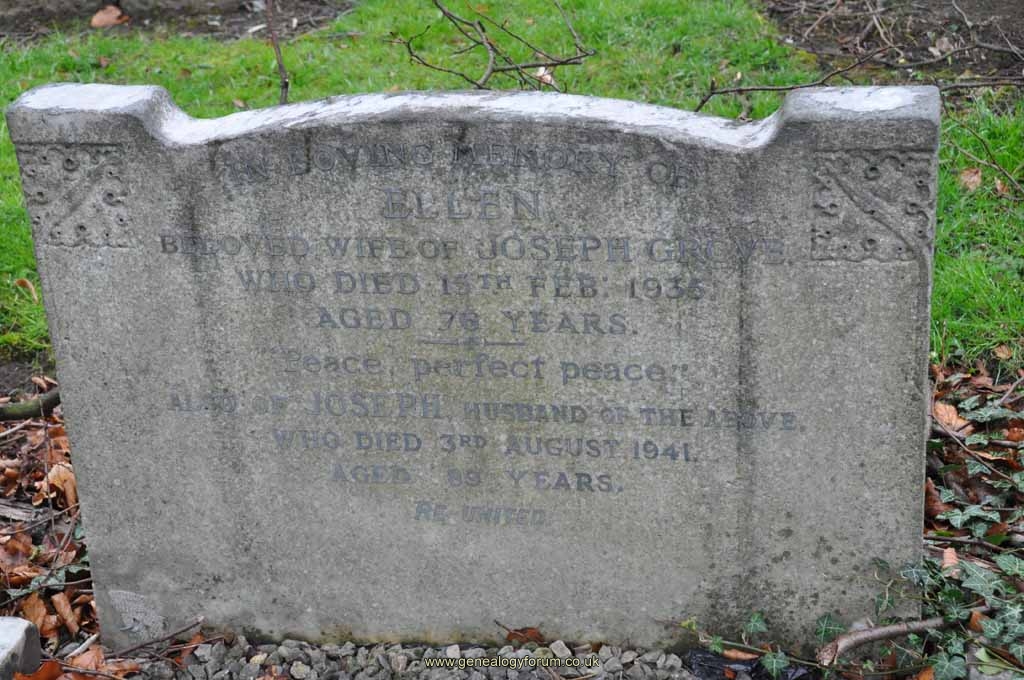 IN LOVING MEMORY OF
ELLEN,
BELOVED WIFE OF JOSEPH GROVE,
WHO DIED 15TH FEB: 1935.
AGED 76 YEARS.
"Peace, perfect peace,"
ALSO OF JOSEPH, HUSBAND OF THE ABOVE,
WHO DIED 3RD AUGUST 1941.
AGED YEARS.
RE-UNITED.
www.genealogyforum.co.uk